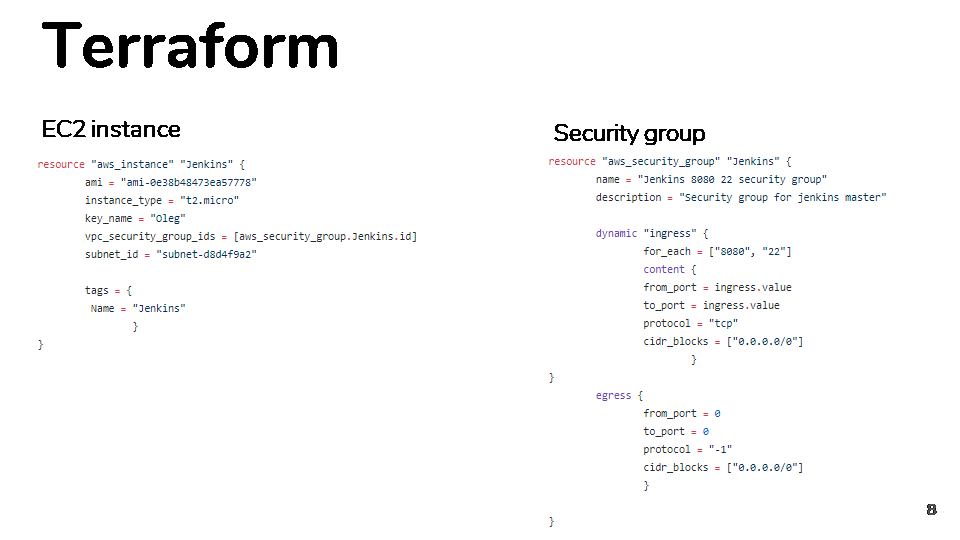 Terraform
EC2 instance
resource "aws_instance" "Jenkins" {
ami = "ami-0e38b48473ea57778"
instance_type = "t2.micro"
key_name = "Oleg"
vpc_security_group_ids = [aws_security_group.Jenkins.id]
subnet_id = "subnet-d8d4f9a2"
tags = {
Name = "Jenkins"
}
}
Security group
resource "aws_security_group" "Jenkins" {
name = "Jenkins 8080 22 security group"
description = "Security group for jenkins master"
dynamic "ingress" {
for_each = ["8080", "22"]
content {
from_port = ingress.value
to_port = ingress.value
protocol = "tcp"
cidr_blocks = ["0.0.0.0/0"]
}
}
egress {
from_port = 0
to_port = 0
protocol = "-1"
cidr_blocks = ["0.0.0.0/0"]
}
}
8